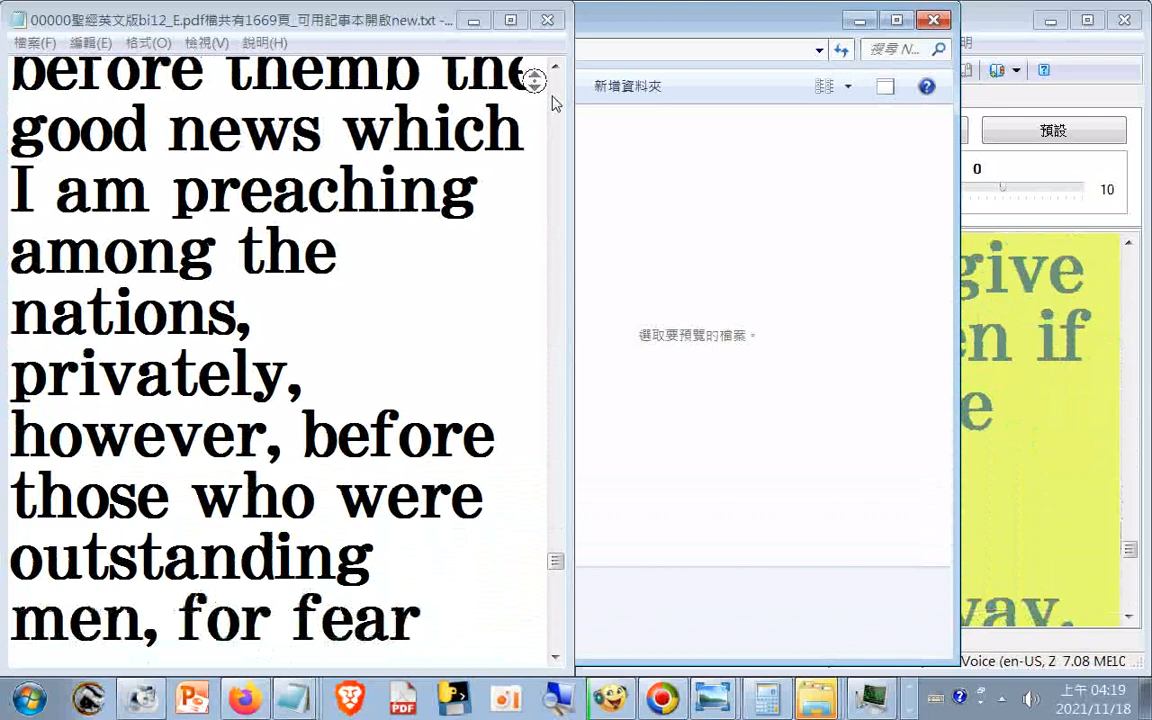 00000聖經英文版bi12_E.pdf檔共有1669頁_可用記事本開啟new.txt -...
檔案(F) 編輯(E) 格式(O) 檢視(V) 說明(H)
before themb the
good news which
I am preaching
among the
nations,
privately,
however, before
those who were
outstanding
men, for fear
搜尋 N...
新增資料夾
選取要預覽的檔案。
明
預設
0
10
give
en if
e
way.
Voice (en-US, Z 7.08 ME1(
PDF
上午 04:19
2021/11/18